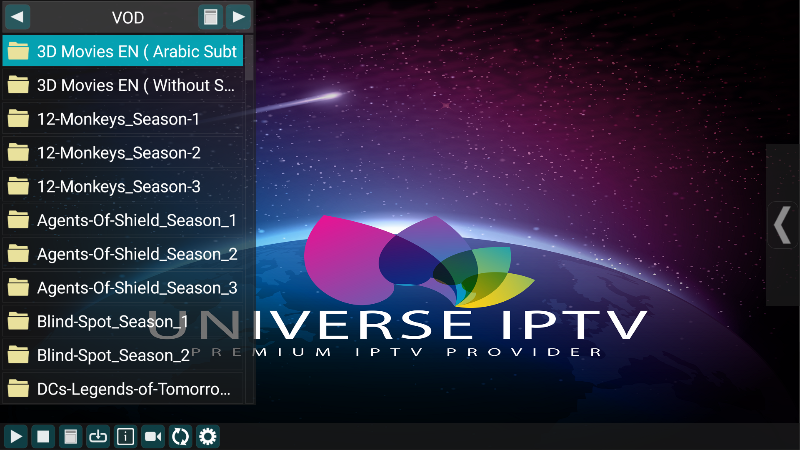 VOD
3D Movies EN ( Arabic Subt
3D Movies EN ( Without S...
12-Monkeys_Season-1
12-Monkeys_Season-2
12-Monkeys_Season-3
Agents-Of-Shield_Season_1
Agents-Of-Shield_Season_2
Agents-Of-Shield_Season_3
Blind-Spot_Season_1
Blind-Spot_Season_2
DCs-Legends-of-Tomorro...
UNIVERSE IPTV
PREMIUM IPTV PROVIDER